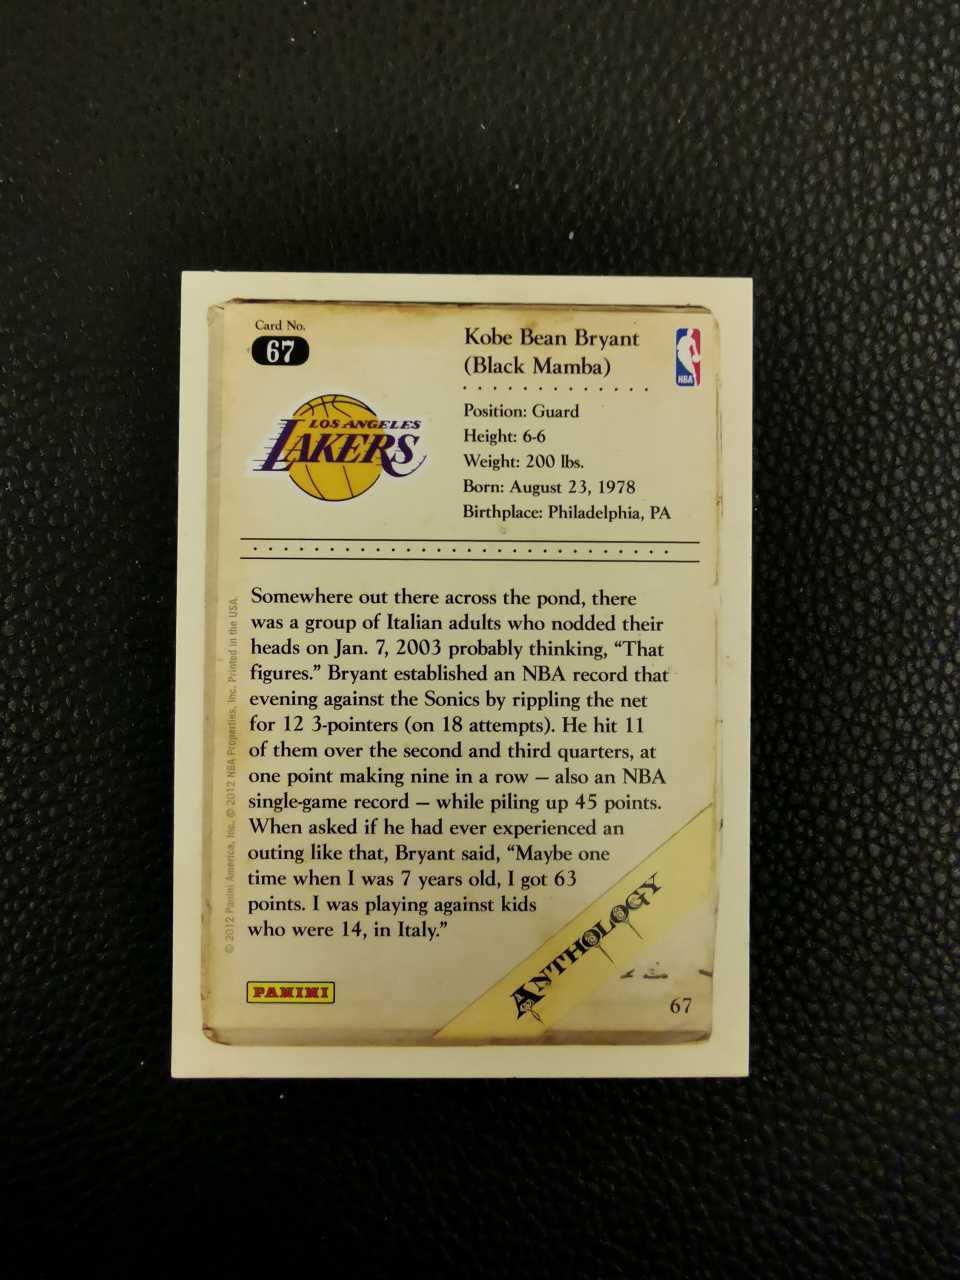 Card No.
67
Kobe Bean Bryant
(Black Mamba)
NBA
LOS ANGELES
LAKERS
Position: Guard
Height: 6-6
Weight: 200 lbs.
Born: August 23, 1978
Birthplace: Philadelphia, PA
Somewhere out there across the pond, there
was a group of Italian adults who nodded their
heads on Jan. 7, 2003 probably thinking, “That
figures.” Bryant established an NBA record that
evening against the Sonics by rippling the net
for 12 3-pointers (on 18 attempts). He hit 11
of them over the second and third quarters, at
one point making nine in a row – also an NBA
single-game record – while piling up 45 points.
When asked if he had ever experienced an
outing like that, Bryant said, “Maybe one
time when I was 7 years old, I got 63
points. I was playing against kids
who were 14, in Italy.”
© 2012 Panini America, Inc. © 2012 NBA Properties, Inc. Printed in the USA.
PANINI
ANTHOLOGY
67